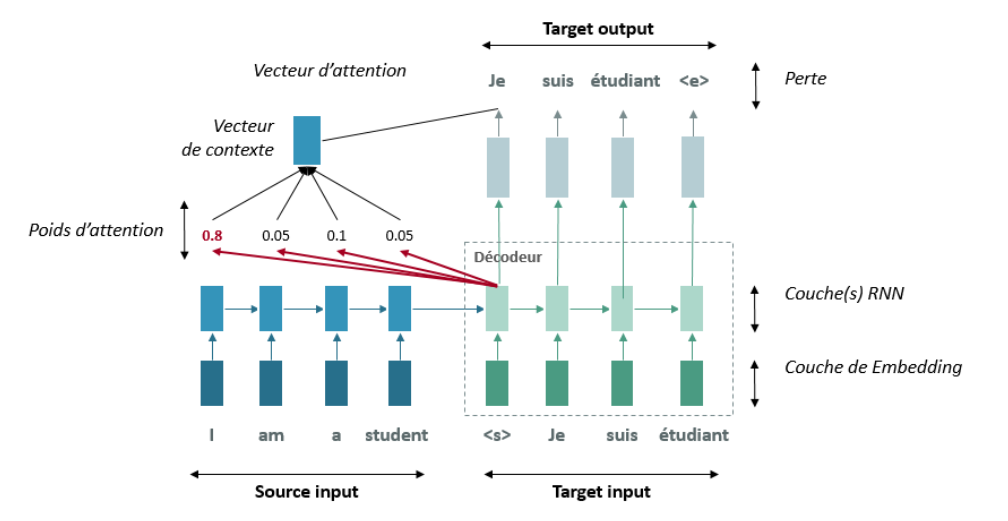 Target output
Vecteur d'attention
Je suis étudiant <e>
Perte
Vecteur
de contexte
Poids d'attention
0.8 0.05 0.1 0.05
Décodeur
Couche(s) RNN
Couche de Embedding
I am a student <s> Je suis étudiant
Source input
Target input